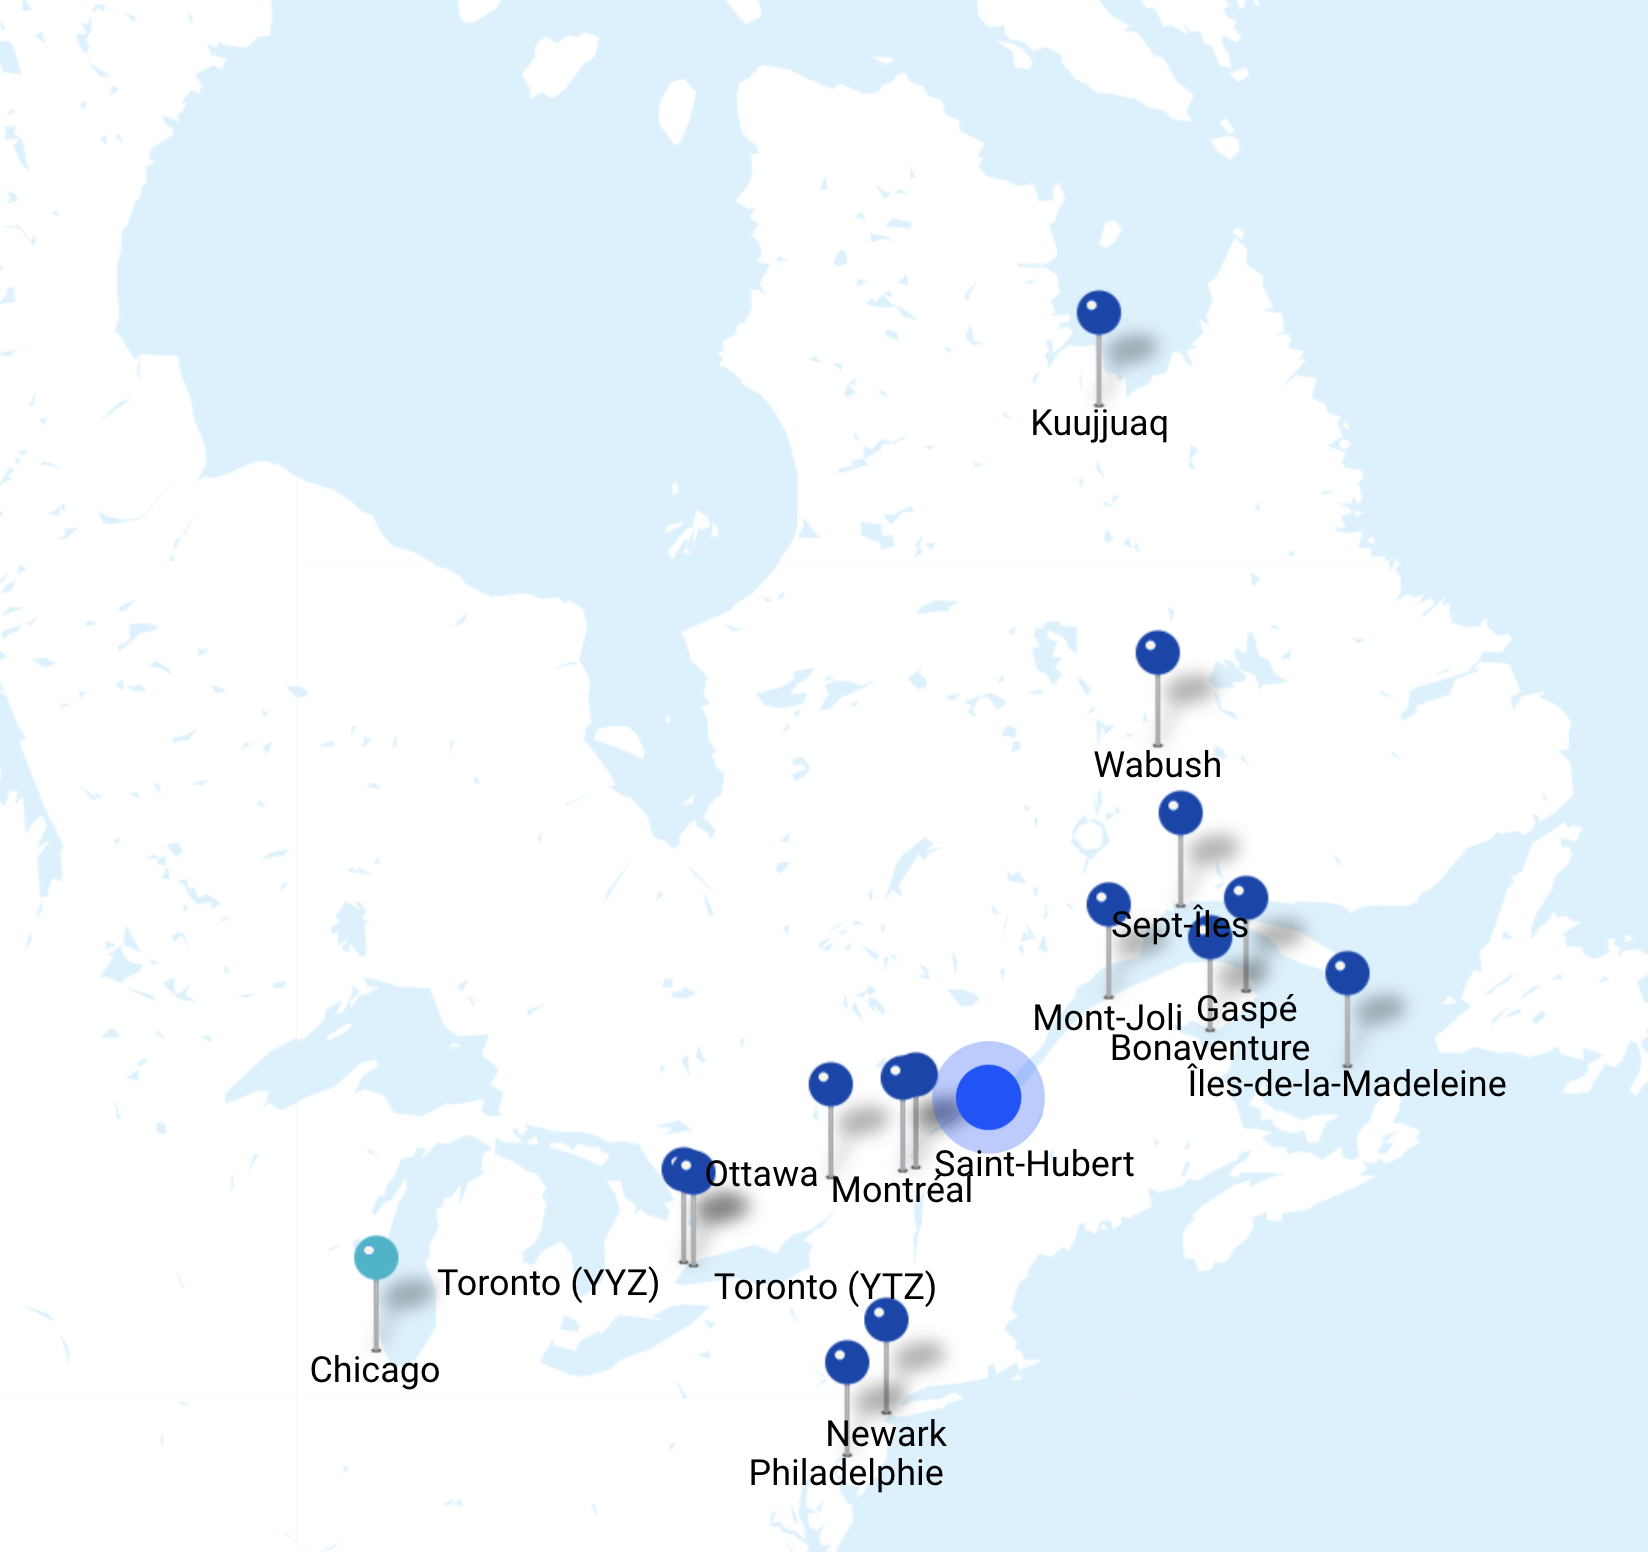 Kuujjuaq
Wabush
Sept-Îles
Gaspé
Mont-Joli
Bonaventure
Îles-de-la-Madeleine
Saint-Hubert
Ottawa
Montréal
Toronto (YYZ)
Toronto (YTZ)
Chicago
Newark
Philadelphie